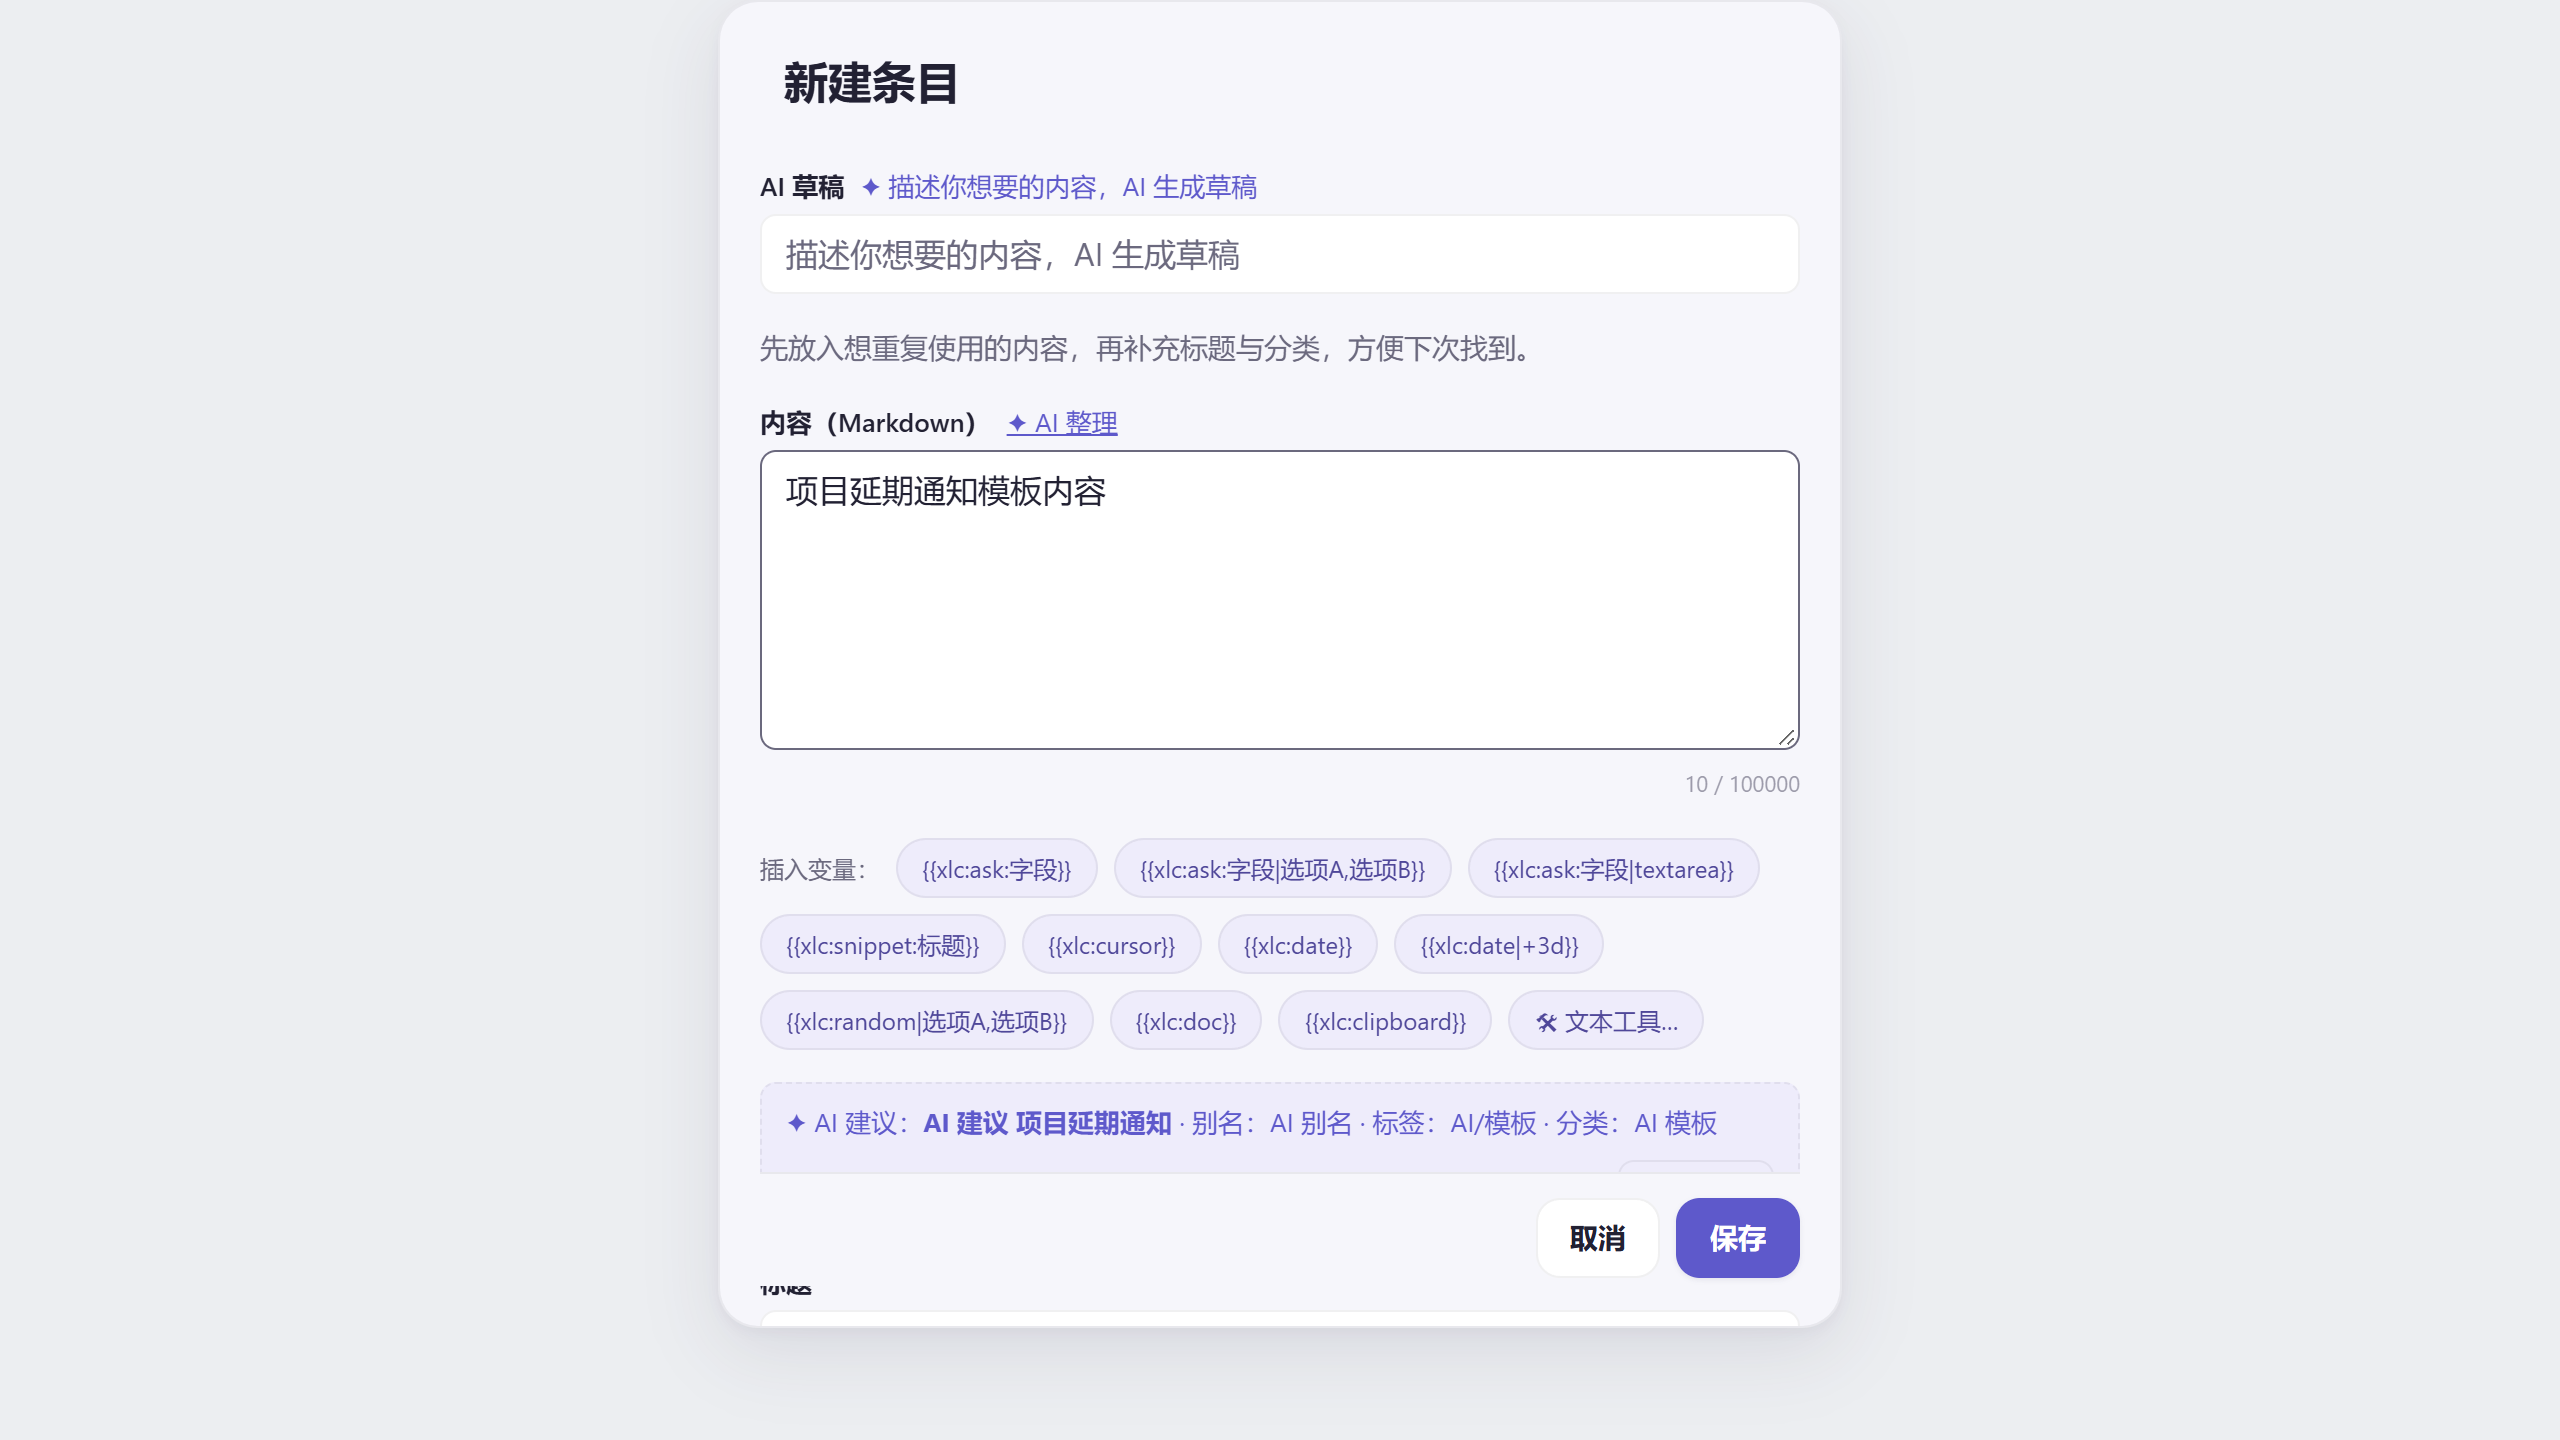 新建条目
AI 草稿 ✦ 描述你想要的内容，AI 生成草稿
描述你想要的内容，AI 生成草稿
先放入想重复使用的内容，再补充标题与分类，方便下次找到。
内容（Markdown） ✦ AI 整理
项目延期通知模板内容
10 / 100000
插入变量： {{xlc:ask:字段}} {{xlc:ask:字段|选项A,选项B}} {{xlc:ask:字段|textarea}}
{{xlc:snippet:标题}} {{xlc:cursor}} {{xlc:date}} {{xlc:date|+3d}}
{{xlc:random|选项A,选项B}} {{xlc:doc}} {{xlc:clipboard}} 🛠 文本工具...
✦ AI 建议：AI 建议 项目延期通知 · 别名：AI 别名 · 标签：AI/模板 · 分类：AI 模板
取消 保存